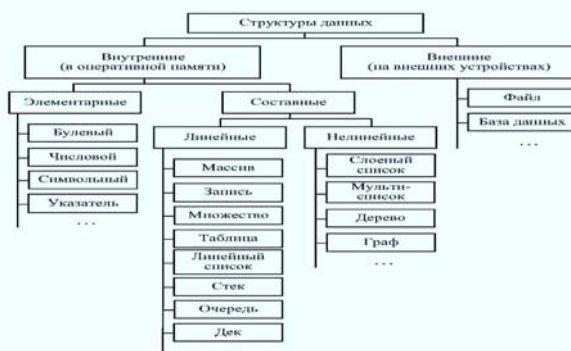 Структуры данных
Внутренние
(в оперативной памяти)
Внешние
(на внешних устройствах)
Элементарные
Составные
Файл
База данных
...
Булевый
Числовой
Символьный
Указатель
...
Линейные
Нелинейные
Массив
Запись
Множество
Таблица
Линейный
список
Стек
Очередь
Дек
Слоеный
список
Мульти-
список
Дерево
Граф
...